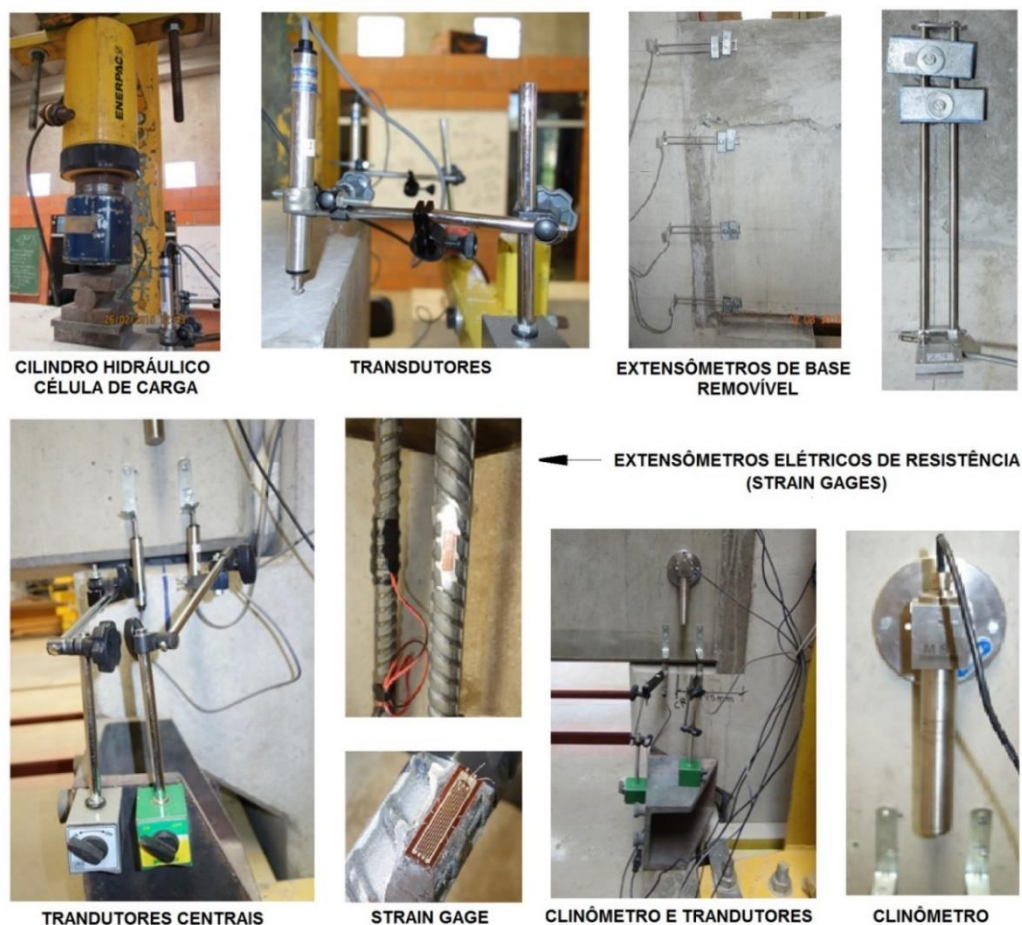 ENERPAC
CILINDRO HIDRÁULICO
CÉLULA DE CARGA
TRANSDUTORES
EXTENSÔMETROS DE BASE
REMOVÍVEL
EXTENSÔMETROS ELÉTRICOS DE RESISTÊNCIA
(STRAIN GAGES)
TRANDUTORES CENTRAIS
STRAIN GAGE
CLINÔMETRO E TRANDUTORES
CLINÔMETRO